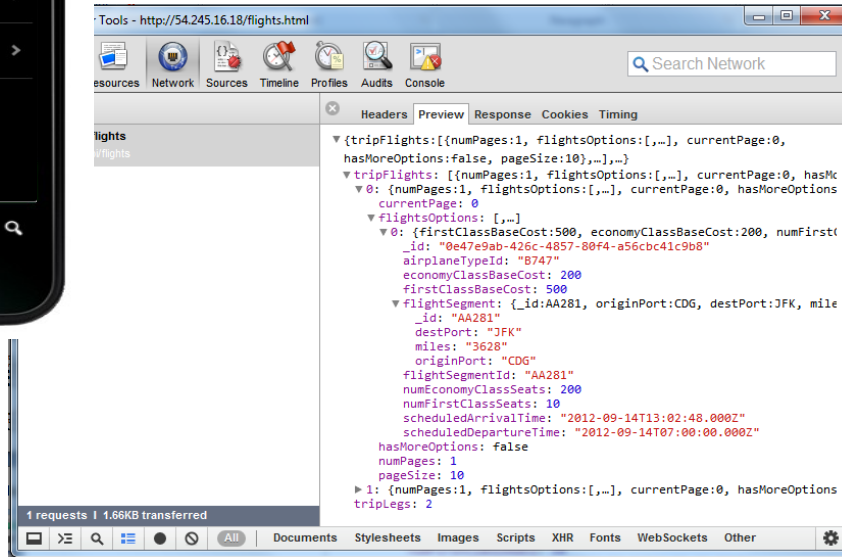 Tools - http://54.245.16.18/flights.html
esources Network Sources Timeline Profiles Audits Console
Search Network
Headers Preview Response Cookies Timing
lights
/flights
{tripFlights:[{numPages:1, flightsOptions:[,…], currentPage:0,
hasMoreOptions:false, pageSize:10},…],…}
tripFlights: [{numPages:1, flightsOptions:[,…], currentPage:0, hasMo
0: {numPages:1, flightsOptions:[,…], currentPage:0, hasMoreOptions
currentPage: 0
flightsOptions: [,…]
0: {firstClassBaseCost:500, economyClassBaseCost:200, numFirstC
_id: "0e47e9ab-426c-4857-80f4-a56cbc41c9b8"
airplaneTypeId: "B747"
economyClassBaseCost: 200
firstClassBaseCost: 500
flightSegment: {_id:AA281, originPort:CDG, destPort:JFK, mile
_id: "AA281"
destPort: "JFK"
miles: "3628"
originPort: "CDG"
flightSegmentId: "AA281"
numEconomyClassSeats: 200
numFirstClassSeats: 10
scheduledArrivalTime: "2012-09-14T13:02:48.000Z"
scheduledDepartureTime: "2012-09-14T07:00:00.000Z"
hasMoreOptions: false
numPages: 1
pageSize: 10
1: {numPages:1, flightsOptions:[,…], currentPage:0, hasMoreOptions
tripLegs: 2
1 requests | 1.66KB transferred
All Documents Stylesheets Images Scripts XHR Fonts WebSockets Other